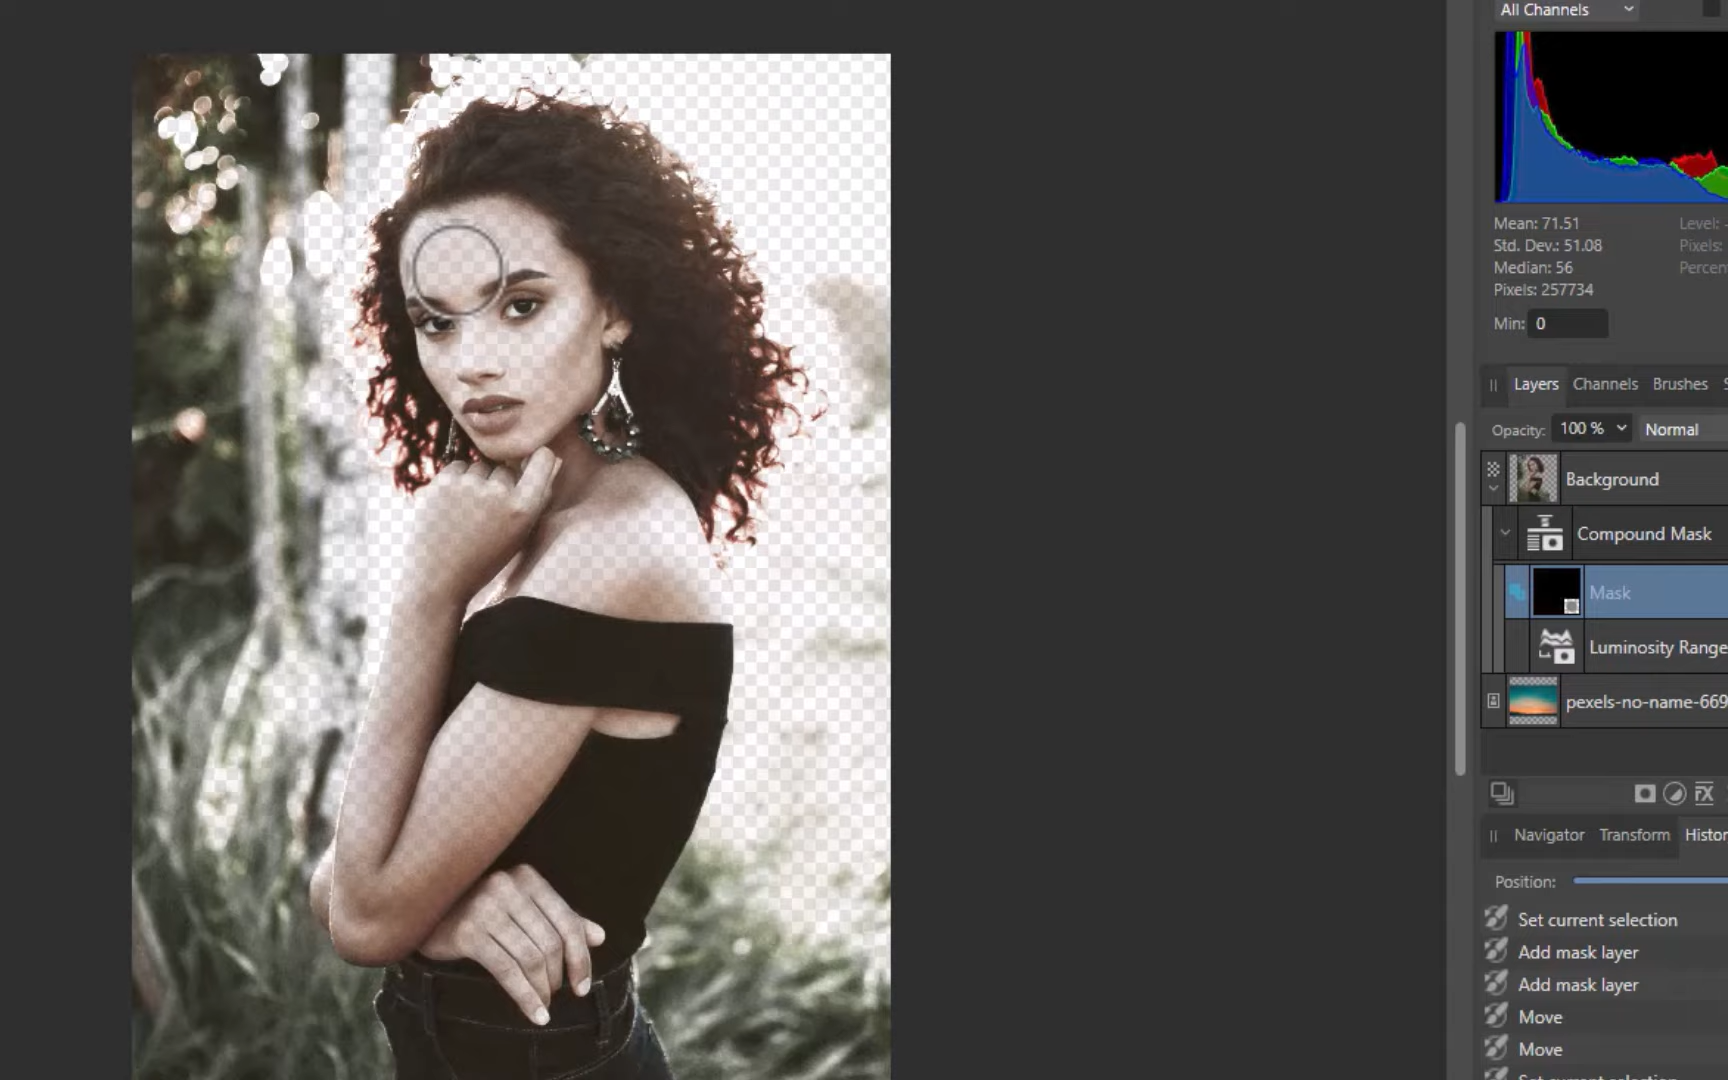 All Channels
Mean: 71.51
Level: -
Std. Dev.: 51.08
Pixels:
Median: 56
Pixels: 257734
Min: 0
Layers Channels Brushes
Opacity: 100 % Normal
Background
Compound Mask
Mask
Luminosity Range
pexels-no-name-669
Navigator Transform
Position:
Set current selection
Add mask layer
Add mask layer
Move
Move